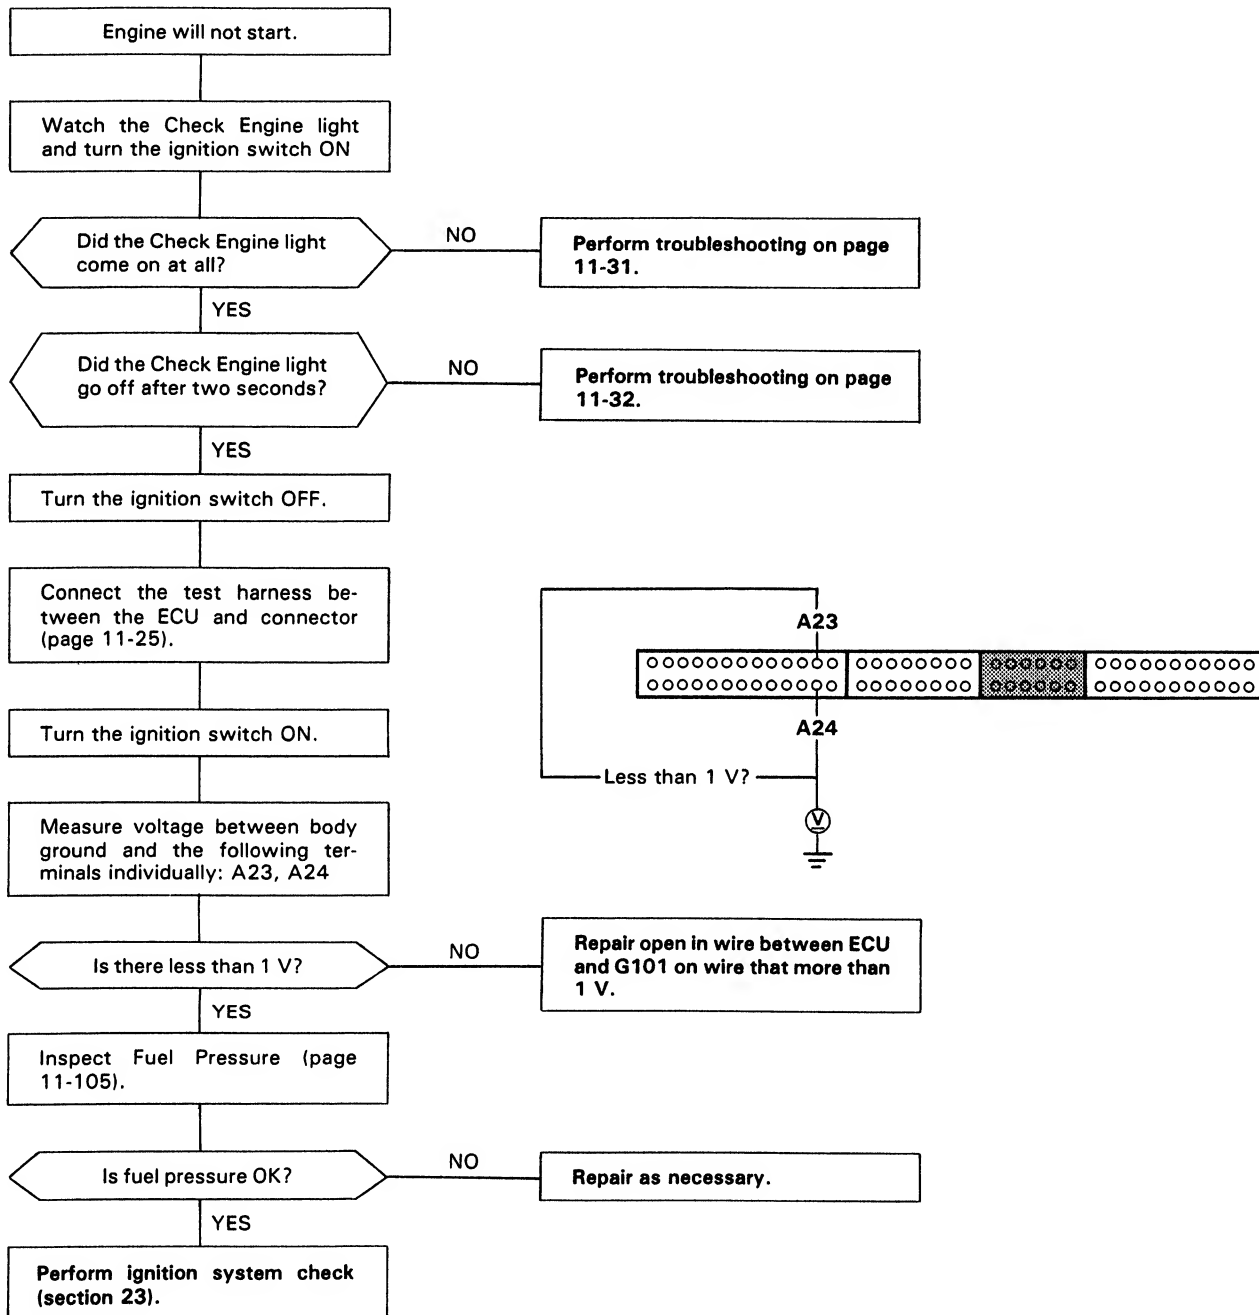 Engine will not start.
Watch the Check Engine light
and turn the ignition switch ON
Did the Check Engine light
come on at all?
NO
Perform troubleshooting on page
11-31.
YES
Did the Check Engine light
go off after two seconds?
NO
Perform troubleshooting on page
11-32.
YES
Turn the ignition switch OFF.
Connect the test harness be-
tween the ECU and connector
(page 11-25).
A23
A24
Less than 1 V?
V
Turn the ignition switch ON.
Measure voltage between body
ground and the following ter-
minals individually: A23, A24
Is there less than 1 V?
NO
Repair open in wire between ECU
and G101 on wire that more than
1 V.
YES
Inspect Fuel Pressure (page
11-105).
Is fuel pressure OK?
NO
Repair as necessary.
YES
Perform ignition system check
(section 23).